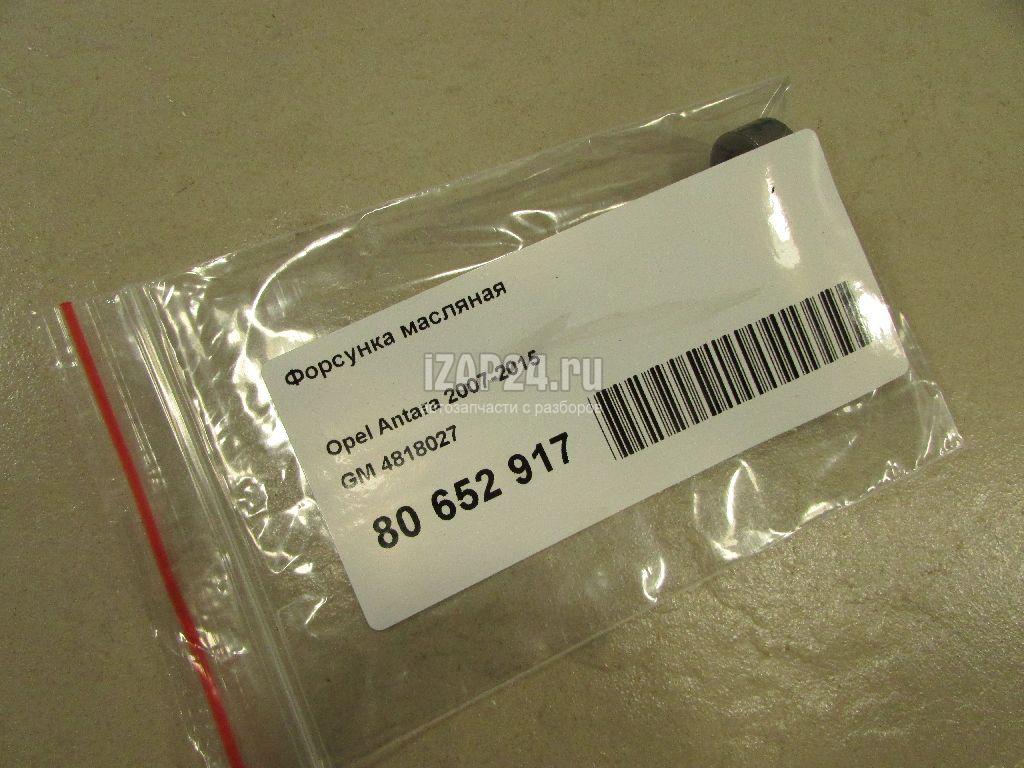 Форсунка масляная
Opel Antara 2007-2015
GM 4818027
80 652 917
iZAP24.ru
автозапчасти с разборов